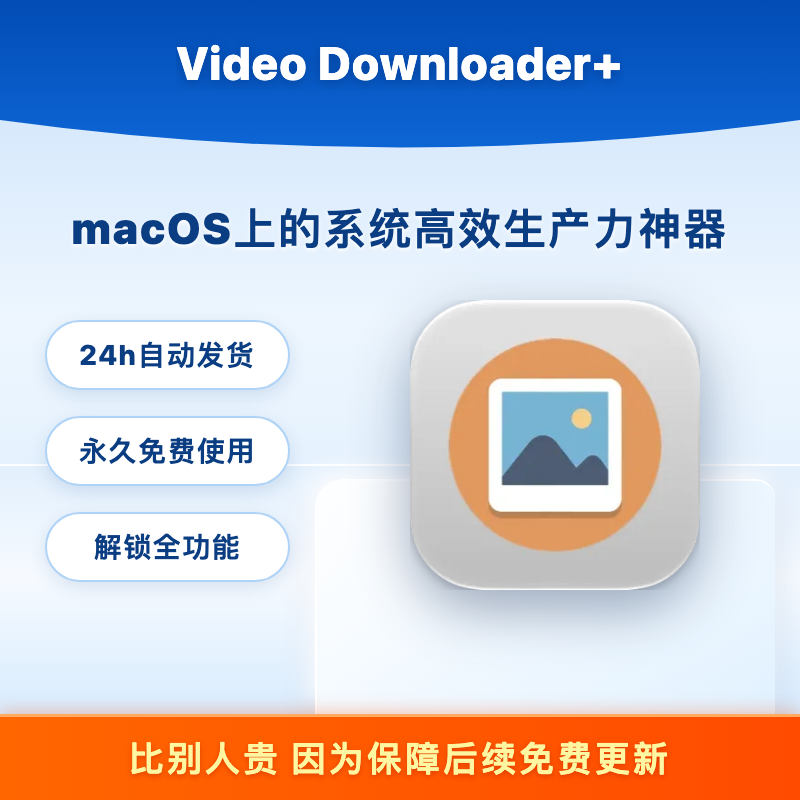 Video Downloader+
macOS上的系统高效生产力神器
24h自动发货
永久免费使用
解锁全功能
比别人贵 因为保障后续免费更新